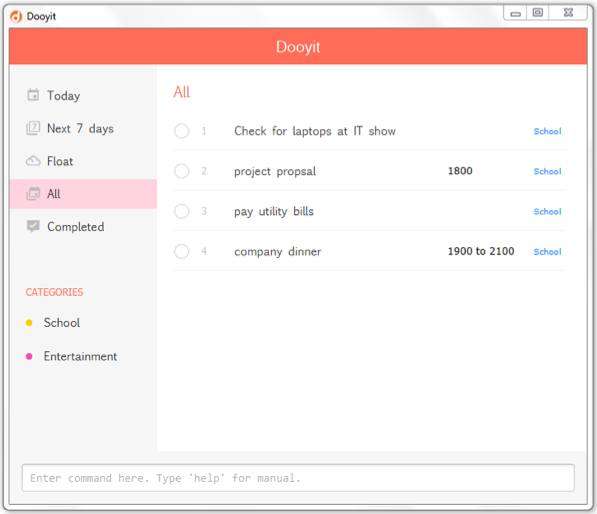 Dooyit
Dooyit
Today
Next 7 days
Float
All
Completed
CATEGORIES
School
Entertainment
All
1 Check for laptops at IT show School
2 project propsal 1800 School
3 pay utility bills School
4 company dinner 1900 to 2100 School
Enter command here. Type 'help' for manual.